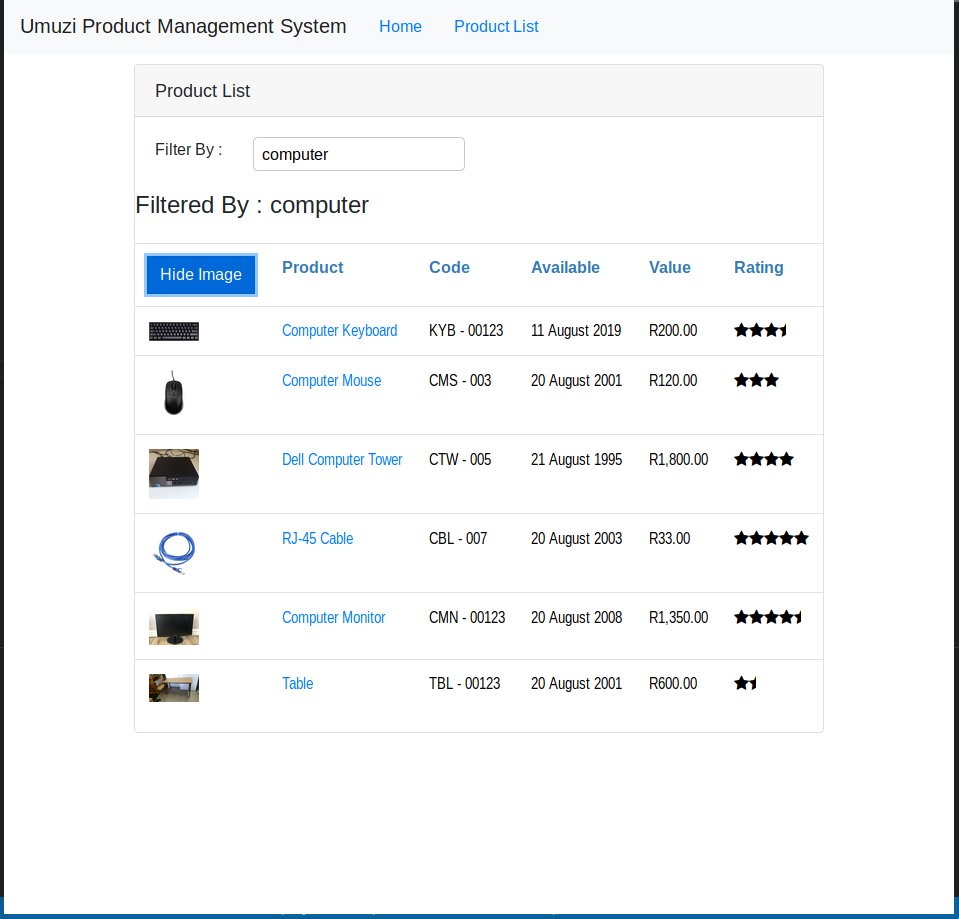 Umuzi Product Management System Home Product List
Product List
Filter By : computer
Filtered By : computer
Hide Image Product Code Available Value Rating
Computer Keyboard KYB - 00123 11 August 2019 R200.00
Computer Mouse CMS - 003 20 August 2001 R120.00
Dell Computer Tower CTW - 005 21 August 1995 R1,800.00
RJ-45 Cable CBL - 007 20 August 2003 R33.00
Computer Monitor CMN - 00123 20 August 2008 R1,350.00
Table TBL - 00123 20 August 2001 R600.00